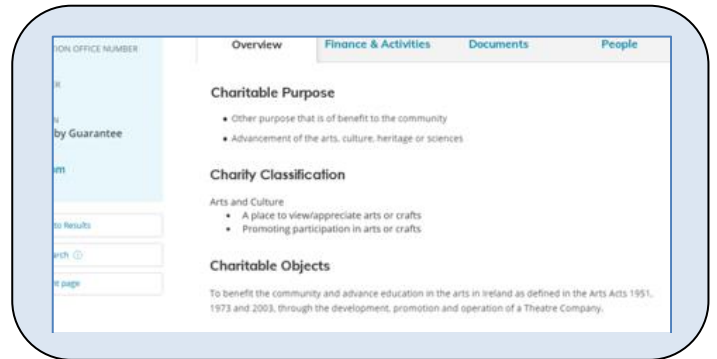 Overview Finance & Activities Documents People
TION OFFICE NUMBER
by Guarantee
to Results
page
Charitable Purpose
• Other purpose that is of benefit to the community
• Advancement of the arts, culture, heritage or sciences
Charity Classification
Arts and Culture
• A place to view/appreciate arts or crafts
• Promoting participation in arts or crafts
Charitable Objects
To benefit the community and advance education in the arts in Ireland as defined in the Arts Acts 1951,
1973 and 2003, through the development, promotion and operation of a Theatre Company.